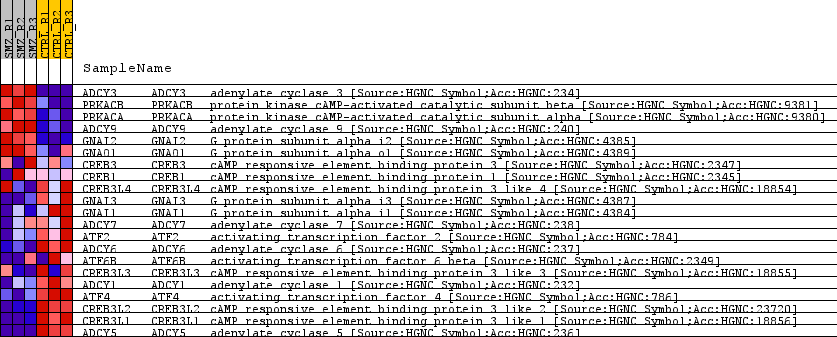 SMZ_R1 SMZ_R2 SMZ_R3 CTRL_R1 CTRL_R2 CTRL_R3
SampleName
ADCY3 ADCY3 adenylate cyclase 3 [Source:HGNC Symbol;Acc:HGNC:234]
PRKACB PRKACB protein kinase cAMP-activated catalytic subunit beta [Source:HGNC Symbol;Acc:HGNC:9381]
PRKACA PRKACA protein kinase cAMP-activated catalytic subunit alpha [Source:HGNC Symbol;Acc:HGNC:9380]
ADCY9 ADCY9 adenylate cyclase 9 [Source:HGNC Symbol;Acc:HGNC:240]
GNAI2 GNAI2 G protein subunit alpha i2 [Source:HGNC Symbol;Acc:HGNC:4385]
GNAO1 GNAO1 G protein subunit alpha o1 [Source:HGNC Symbol;Acc:HGNC:4389]
CREB3 CREB3 cAMP responsive element binding protein 3 [Source:HGNC Symbol;Acc:HGNC:2347]
CREB1 CREB1 cAMP responsive element binding protein 1 [Source:HGNC Symbol;Acc:HGNC:2345]
CREB3L4 CREB3L4 cAMP responsive element binding protein 3 like 4 [Source:HGNC Symbol;Acc:HGNC:18854]
GNAI3 GNAI3 G protein subunit alpha i3 [Source:HGNC Symbol;Acc:HGNC:4387]
GNAI1 GNAI1 G protein subunit alpha i1 [Source:HGNC Symbol;Acc:HGNC:4384]
ADCY7 ADCY7 adenylate cyclase 7 [Source:HGNC Symbol;Acc:HGNC:238]
ATF2 ATF2 activating transcription factor 2 [Source:HGNC Symbol;Acc:HGNC:784]
ADCY6 ADCY6 adenylate cyclase 6 [Source:HGNC Symbol;Acc:HGNC:237]
ATF6B ATF6B activating transcription factor 6 beta [Source:HGNC Symbol;Acc:HGNC:2349]
CREB3L3 CREB3L3 cAMP responsive element binding protein 3 like 3 [Source:HGNC Symbol;Acc:HGNC:18855]
ADCY1 ADCY1 adenylate cyclase 1 [Source:HGNC Symbol;Acc:HGNC:232]
ATF4 ATF4 activating transcription factor 4 [Source:HGNC Symbol;Acc:HGNC:786]
CREB3L2 CREB3L2 cAMP responsive element binding protein 3 like 2 [Source:HGNC Symbol;Acc:HGNC:23720]
CREB3L1 CREB3L1 cAMP responsive element binding protein 3 like 1 [Source:HGNC Symbol;Acc:HGNC:18856]
ADCY5 ADCY5 adenylate cyclase 5 [Source:HGNC Symbol;Acc:HGNC:236]